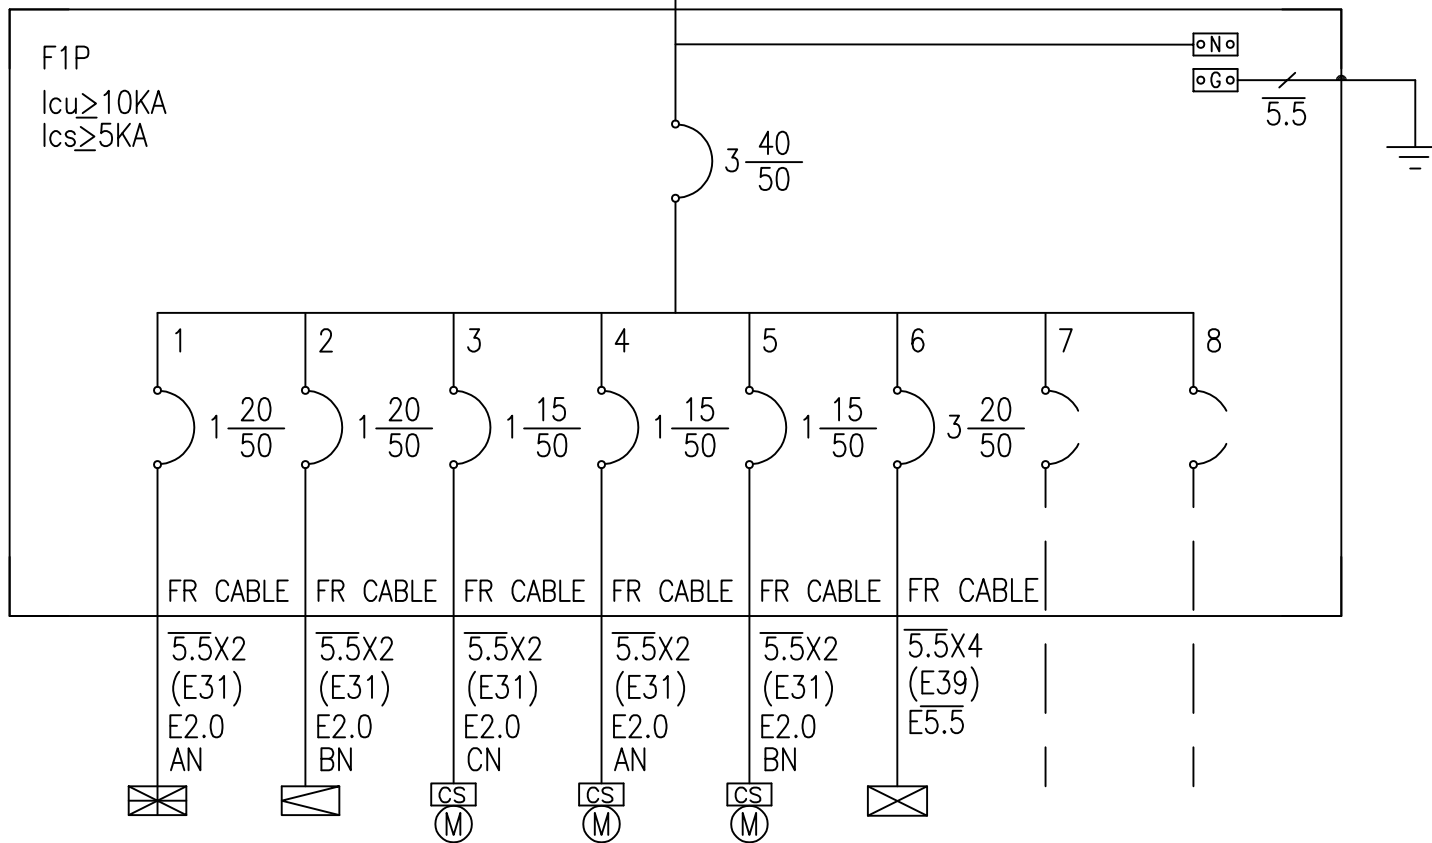 F1P
Icu≥10KA
Ics≥5KA
N
G
5.5
3 40/50
1 2 3 4 5 6 7 8
1 20/50 1 20/50 1 15/50 1 15/50 1 15/50 3 20/50
FR CABLE FR CABLE FR CABLE FR CABLE FR CABLE FR CABLE
5.5X2 5.5X2 5.5X2 5.5X2 5.5X2 5.5X4
(E31) (E31) (E31) (E31) (E31) (E39)
E2.0 E2.0 E2.0 E2.0 E2.0 E5.5
AN BN CN AN BN
CS CS CS
M M M